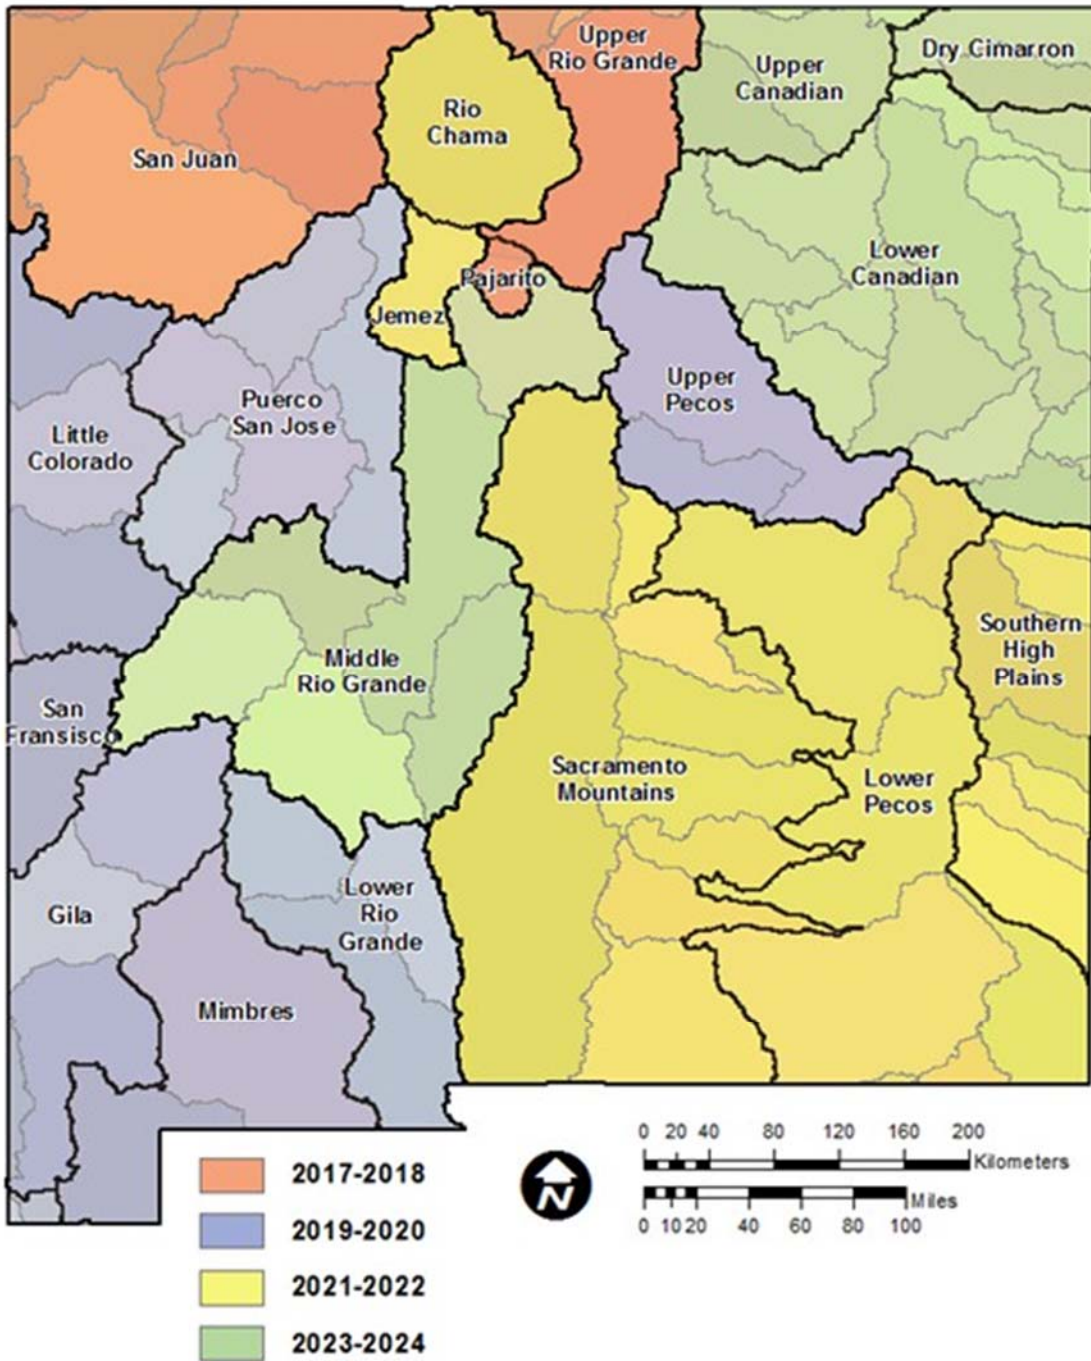 Upper
Rio Grande
Dry Cimarron
Upper
Canadian
Rio
Chama
San Juan
Lower
Canadian
Pajarito
Jemez
Upper
Pecos
Puerco
San Jose
Little
Colorado
Southern
High
Plains
Middle
Rio Grande
San
Fransisco
Sacramento
Mountains
Lower
Pecos
Lower
Rio
Grande
Gila
Mimbres
2017-2018
2019-2020
2021-2022
2023-2024
N
0 20 40 80 120 160 200
Kilometers
Miles
0 10 20 40 60 80 100